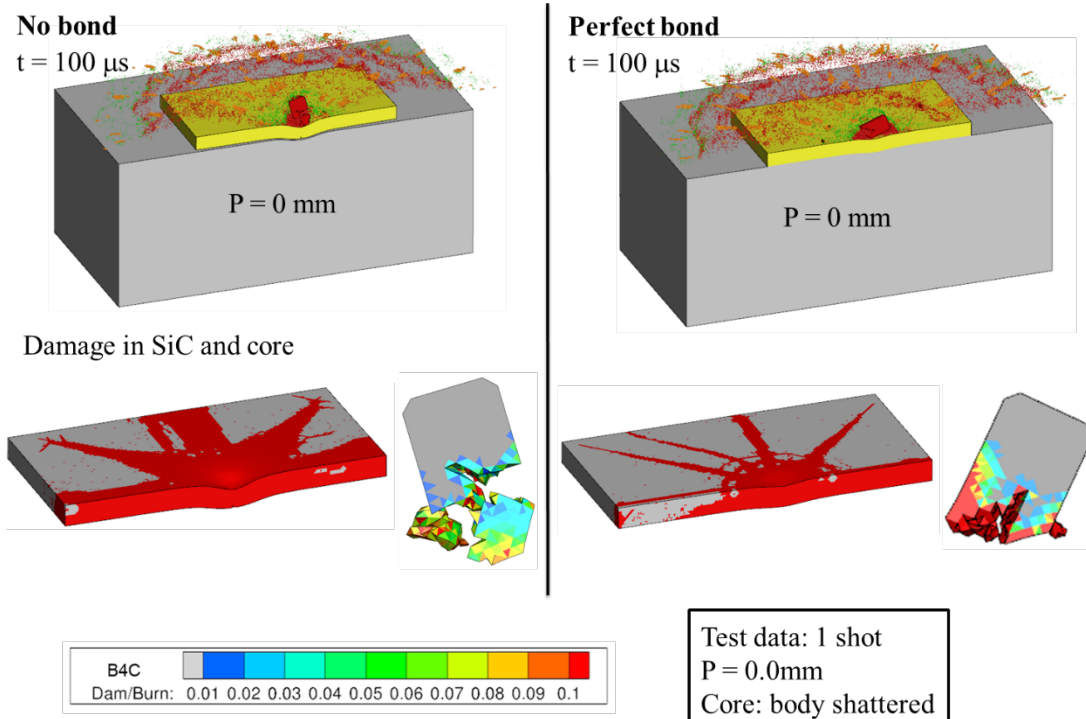 No bond
t = 100 μs
P = 0 mm
Perfect bond
t = 100 μs
P = 0 mm
Damage in SiC and core
B4C
Dam/Burn: 0.01 0.02 0.03 0.04 0.05 0.06 0.07 0.08 0.09 0.1
Test data: 1 shot
P = 0.0mm
Core: body shattered